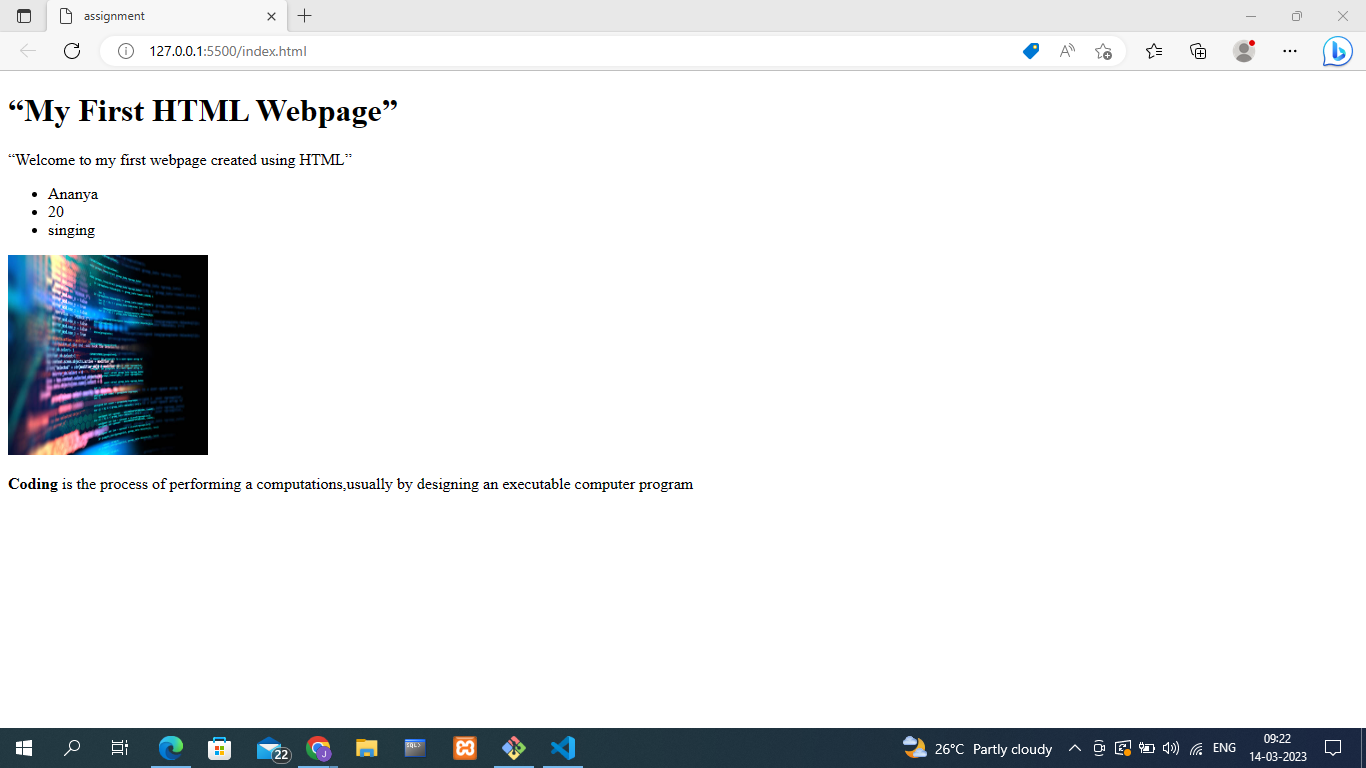 assignment
127.0.0.1:5500/index.html
“My First HTML Webpage”
“Welcome to my first webpage created using HTML”
Ananya
20
singing
Coding is the process of performing a computations,usually by designing an executable computer program
22
J
SQL>
26°C Partly cloudy
ENG
09:22
14-03-2023